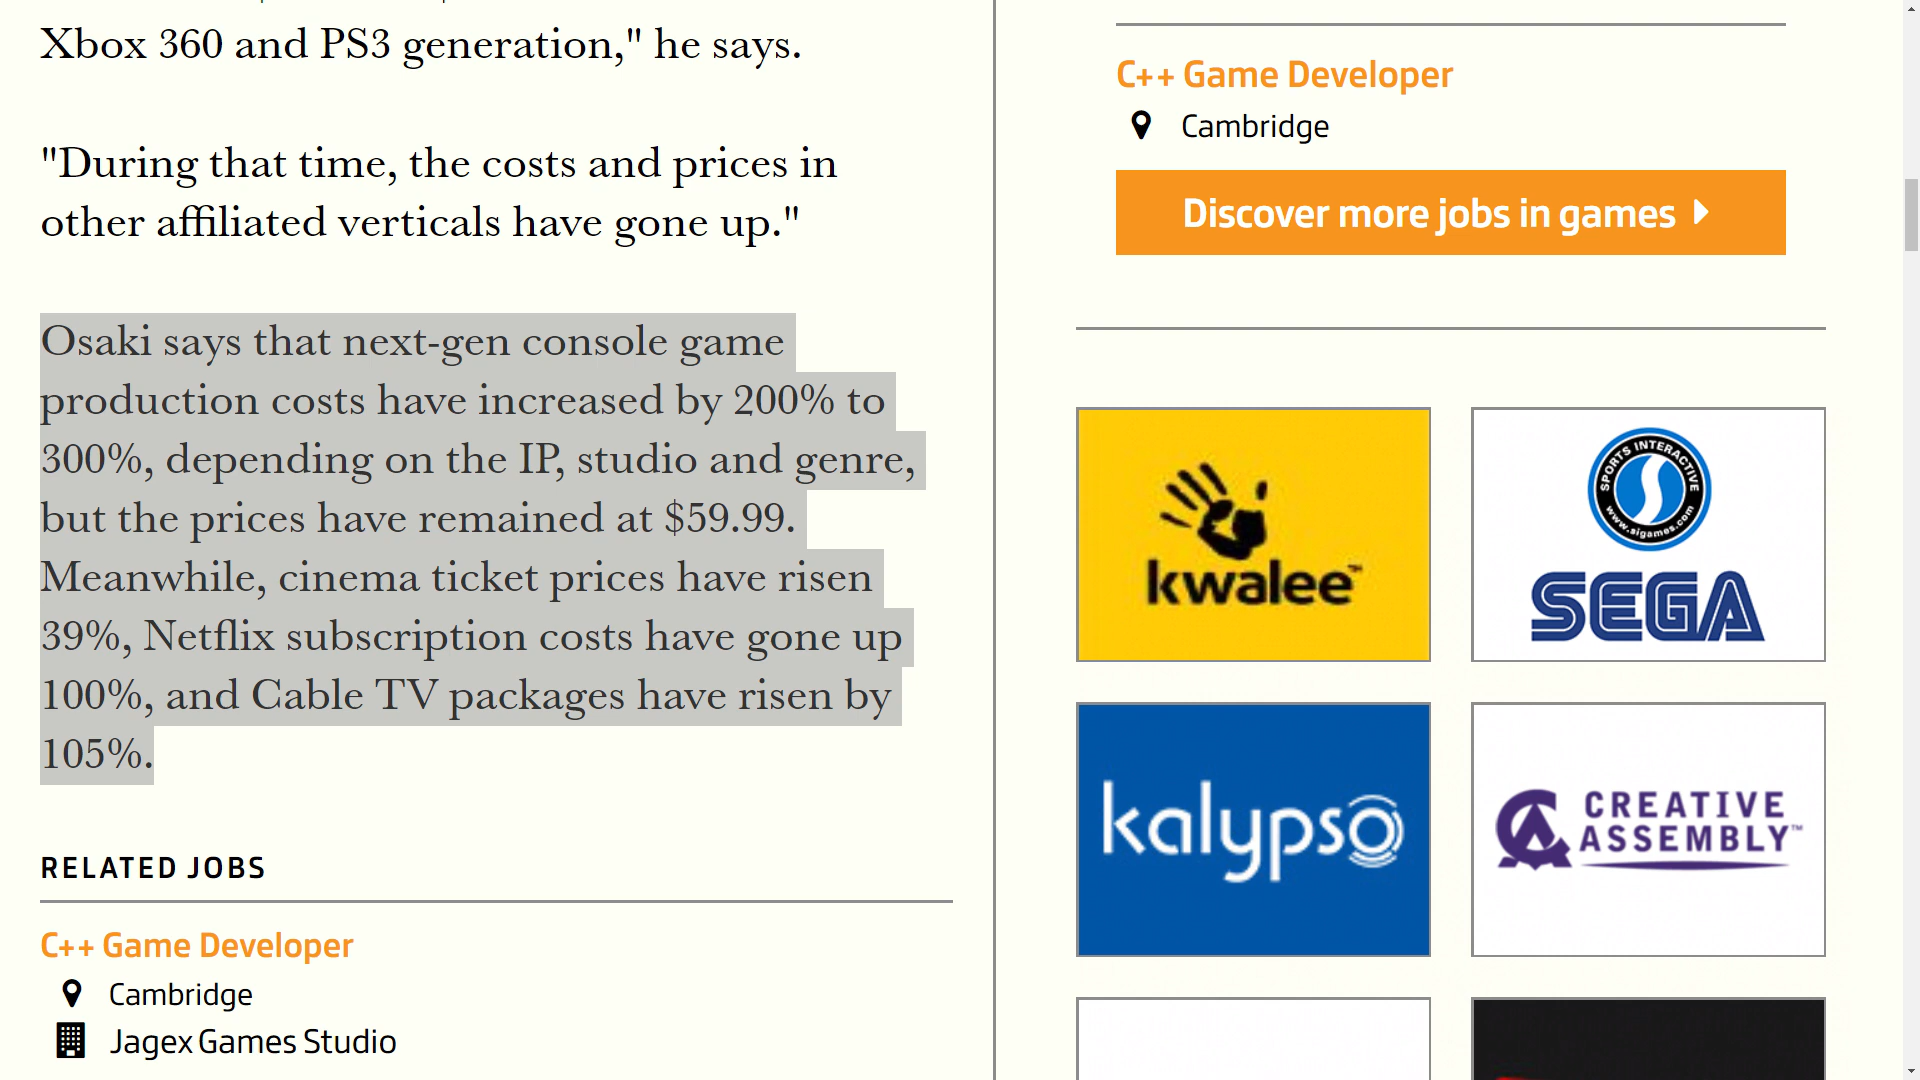 Xbox 360 and PS3 generation," he says.
"During that time, the costs and prices in
other affiliated verticals have gone up."
Osaki says that next-gen console game
production costs have increased by 200% to
300%, depending on the IP, studio and genre,
but the prices have remained at $59.99.
Meanwhile, cinema ticket prices have risen
39%, Netflix subscription costs have gone up
100%, and Cable TV packages have risen by
105%.
RELATED JOBS
C++ Game Developer
Cambridge
Jagex Games Studio
C++ Game Developer
Cambridge
Discover more jobs in games
kwalee™
SPORTS INTERACTIVE
www.sigames.com
SEGA
kalypso
CREATIVE
ASSEMBLY™